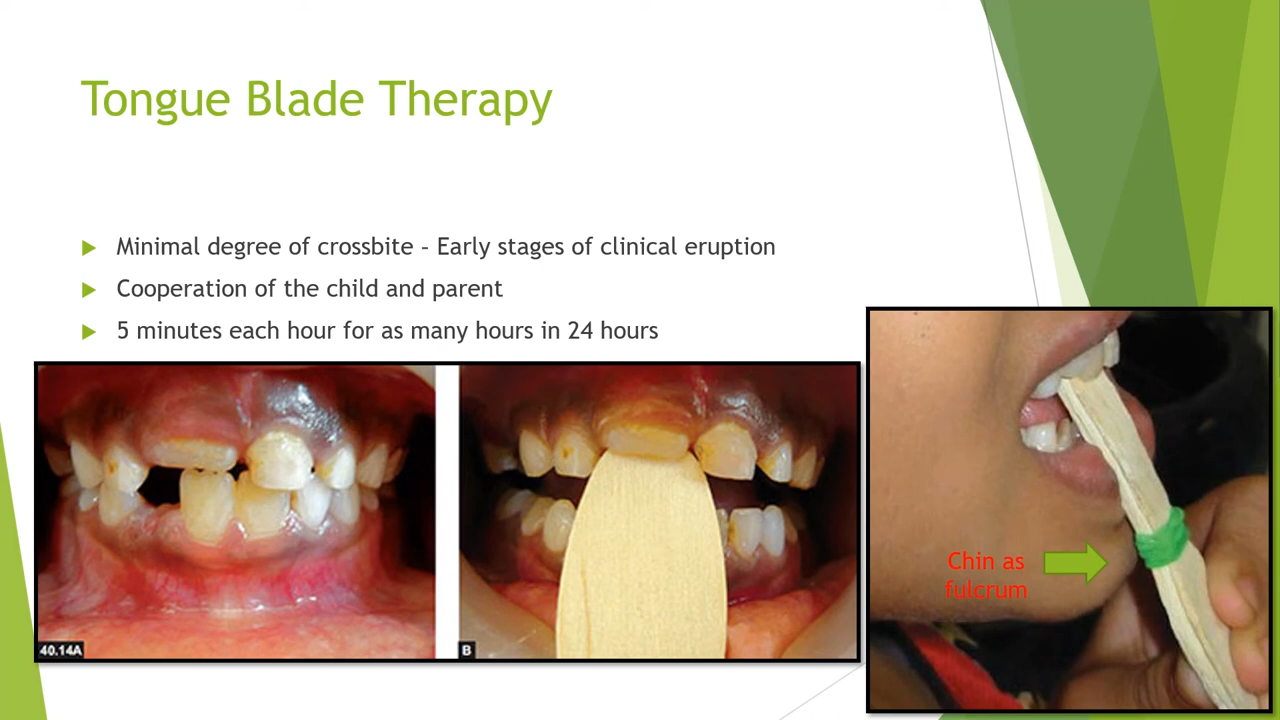 Tongue Blade Therapy
Minimal degree of crossbite – Early stages of clinical eruption
Cooperation of the child and parent
5 minutes each hour for as many hours in 24 hours
40.14A
B
Chin as
fulcrum